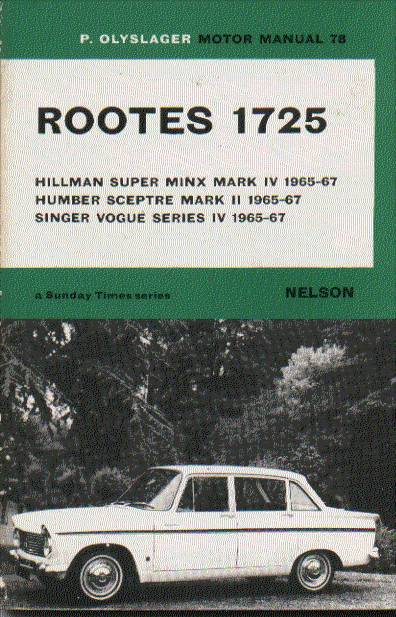 P. OLYSLAGER MOTOR MANUAL 78
ROOTES 1725
HILLMAN SUPER MINX MARK IV 1965–67
HUMBER SCEPTRE MARK II 1965–67
SINGER VOGUE SERIES IV 1965–67
a Sunday Times series NELSON